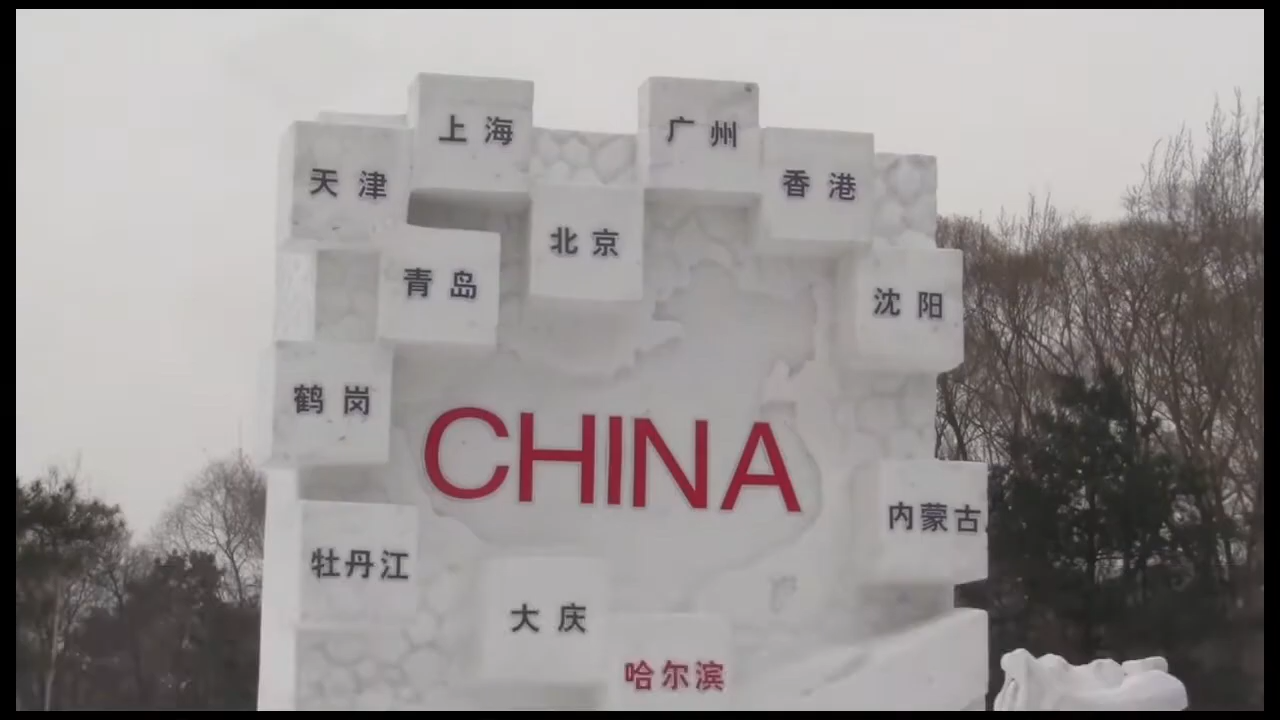 上海
广州
天津
香港
北京
青岛
沈阳
鹤岗
CHINA
内蒙古
牡丹江
大庆
哈尔滨